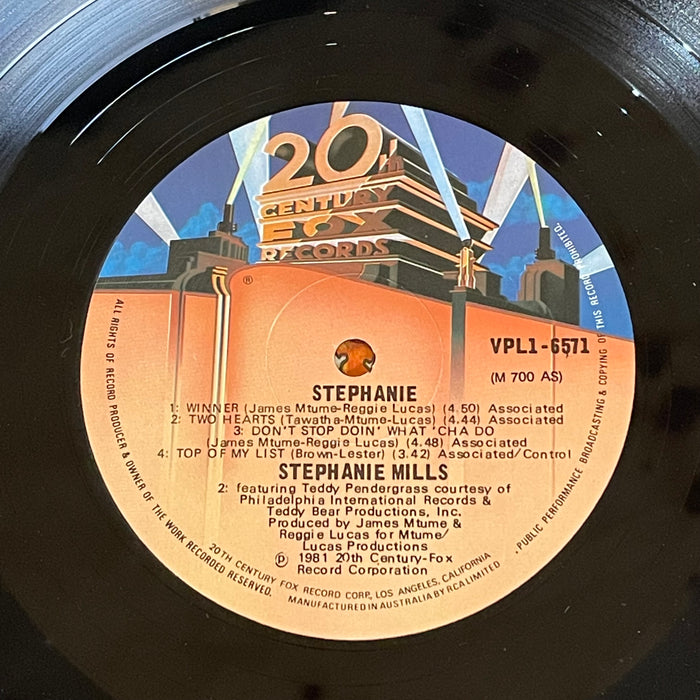 20th
CENTURY
FOX
RECORDS
®
VPL1-6571
(M 700 AS)
STEPHANIE
1: WINNER (James Mtume-Reggie Lucas) (4.50) Associated
2: TWO HEARTS (Tawatha-Mtume-Lucas) (4.44) Associated
3: DON'T STOP DOIN' WHAT 'CHA DO
(James Mtume-Reggie Lucas) (4.48) Associated
4: TOP OF MY LIST (Brown-Lester) (3.42) Associated/Control
STEPHANIE MILLS
2: featuring Teddy Pendergrass courtesy of
Philadelphia International Records &
Teddy Bear Productions, Inc.
Produced by James Mtume &
Reggie Lucas for Mtume/
Lucas Productions
℗ 1981 20th Century-Fox
Record Corporation
ALL RIGHTS OF RECORD PRODUCER & OWNER OF THE WORK RECORDED RESERVED.
20TH CENTURY FOX RECORD CORP., LOS ANGELES, CALIFORNIA
MANUFACTURED IN AUSTRALIA BY RCA LIMITED
. PUBLIC PERFORMANCE BROADCASTING & COPYING OF THIS RECORD PROHIBITED.